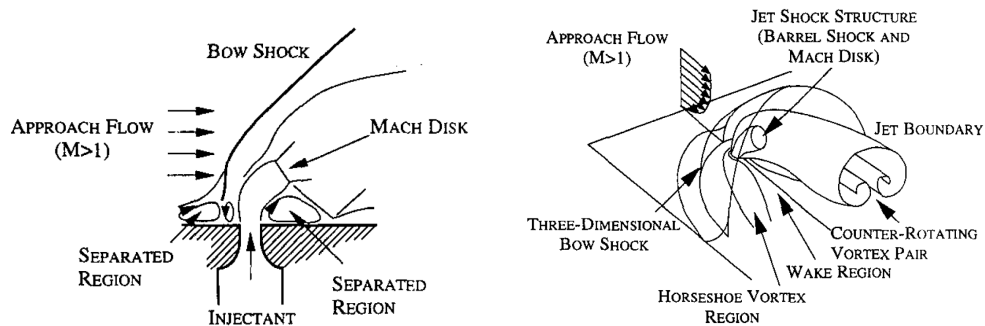 BOW SHOCK
APPROACH FLOW
(M>1)
MACH DISK
SEPARATED
REGION
SEPARATED
REGION
INJECTANT
JET SHOCK STRUCTURE
(BARREL SHOCK AND
MACH DISK)
APPROACH FLOW
(M>1)
JET BOUNDARY
THREE-DIMENSIONAL
BOW SHOCK
COUNTER-ROTATING
VORTEX PAIR
WAKE REGION
HORSESHOE VORTEX
REGION